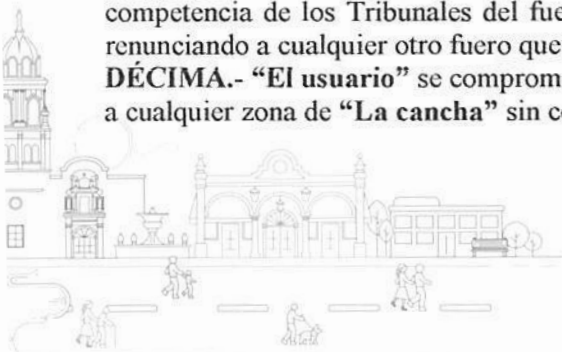 competencia de los Tribunales del fue
renunciando a cualquier otro fuero que
DÉCIMA.- “El usuario” se comprom
a cualquier zona de “La cancha” sin c